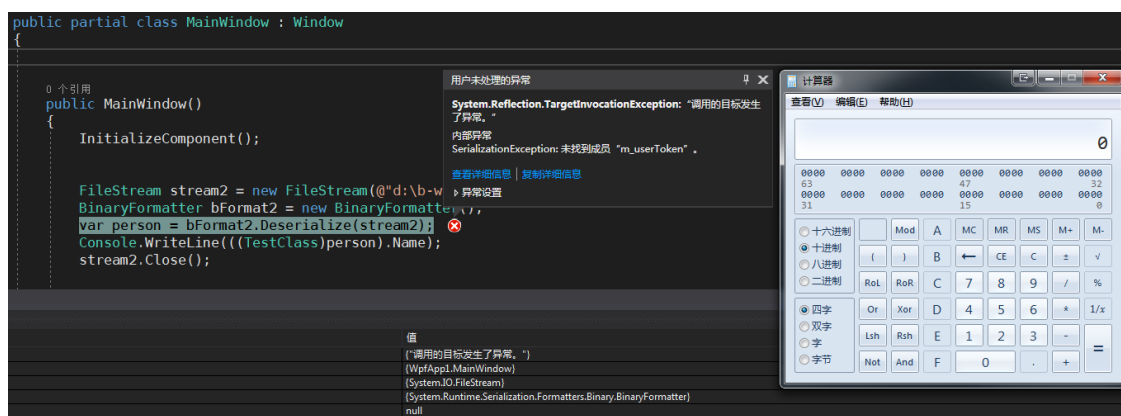 public partial class MainWindow : Window
{
0 个引用
public MainWindow()
{
InitializeComponent();
FileStream stream2 = new FileStream(@"d:\b-w
BinaryFormatter bFormat2 = new BinaryFormatter();
var person = bFormat2.Deserialize(stream2);
Console.WriteLine(((TestClass)person).Name);
stream2.Close();
用户未处理的异常
System.Reflection.TargetInvocationException: “调用的目标发生
了异常。”
内部异常
SerializationException: 未找到成员“m_userToken”。
查看详细信息 | 复制详细信息
异常设置
值
{"调用的目标发生了异常。"}
{WpfApp1.MainWindow}
{System.IO.FileStream}
{System.Runtime.Serialization.Formatters.Binary.BinaryFormatter}
null
计算器
查看(V) 编辑(E) 帮助(H)
0
0000 0000 0000 0000 0000 0000 0000 0000
63 47 32
0000 0000 0000 0000 0000 0000 0000 0000
31 15 0
十六进制 Mod A MC MR MS M+ M-
十进制
八进制 ( ) B ← CE C ± √
二进制 RoL RoR C 7 8 9 / %
四字 Or Xor D 4 5 6 * 1/x
双字
字 Lsh Rsh E 1 2 3 - =
字节 Not And F 0 . +